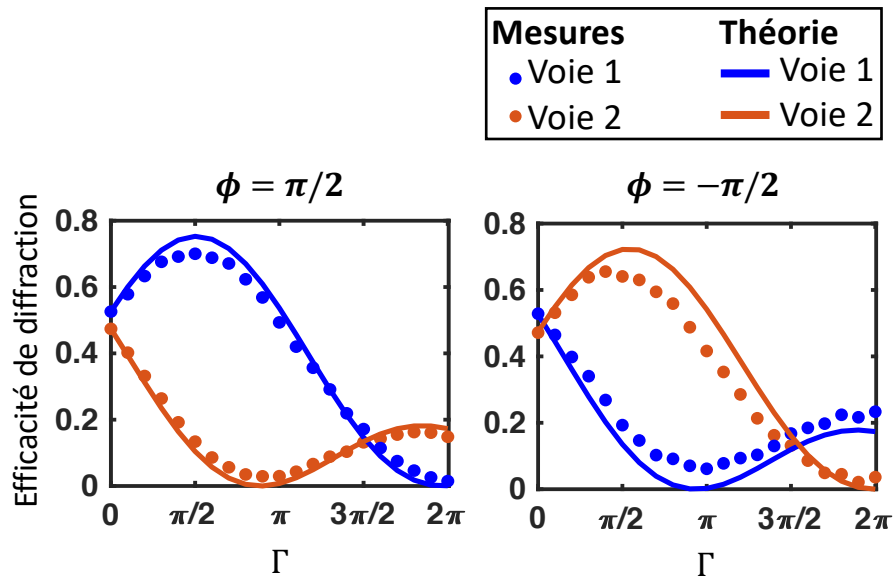 Mesures Théorie
Voie 1 Voie 1
Voie 2 Voie 2
ϕ = π/2
ϕ = −π/2
Efficacité de diffraction
0.8
0.6
0.4
0.2
0
0 π/2 π 3π/2 2π
Γ
0.8
0.6
0.4
0.2
0
0 π/2 π 3π/2 2π
Γ